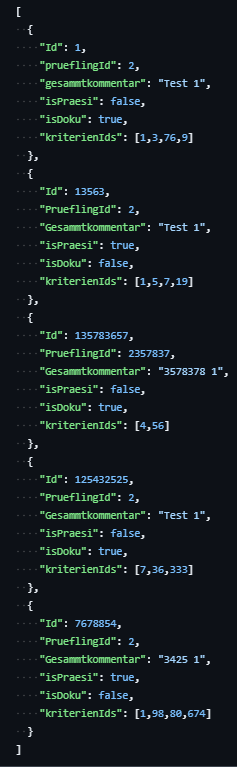 [
  {
    "Id": 1,
    "prueflingId": 2,
    "gesammtkommentar": "Test 1",
    "isPraesi": false,
    "isDoku": true,
    "kriterienIds": [1,3,76,9]
  },
  {
    "Id": 13563,
    "PrueflingId": 2,
    "Gesammtkommentar": "Test 1",
    "isPraesi": true,
    "isDoku": false,
    "kriterienIds": [1,5,7,19]
  },
  {
    "Id": 135783657,
    "PrueflingId": 2357837,
    "Gesammtkommentar": "3578378 1",
    "isPraesi": false,
    "isDoku": true,
    "kriterienIds": [4,56]
  },
  {
    "Id": 125432525,
    "PrueflingId": 2,
    "Gesammtkommentar": "Test 1",
    "isPraesi": false,
    "isDoku": true,
    "kriterienIds": [7,36,333]
  },
  {
    "Id": 7678854,
    "PrueflingId": 2,
    "Gesammtkommentar": "3425 1",
    "isPraesi": true,
    "isDoku": false,
    "kriterienIds": [1,98,80,674]
  }
]